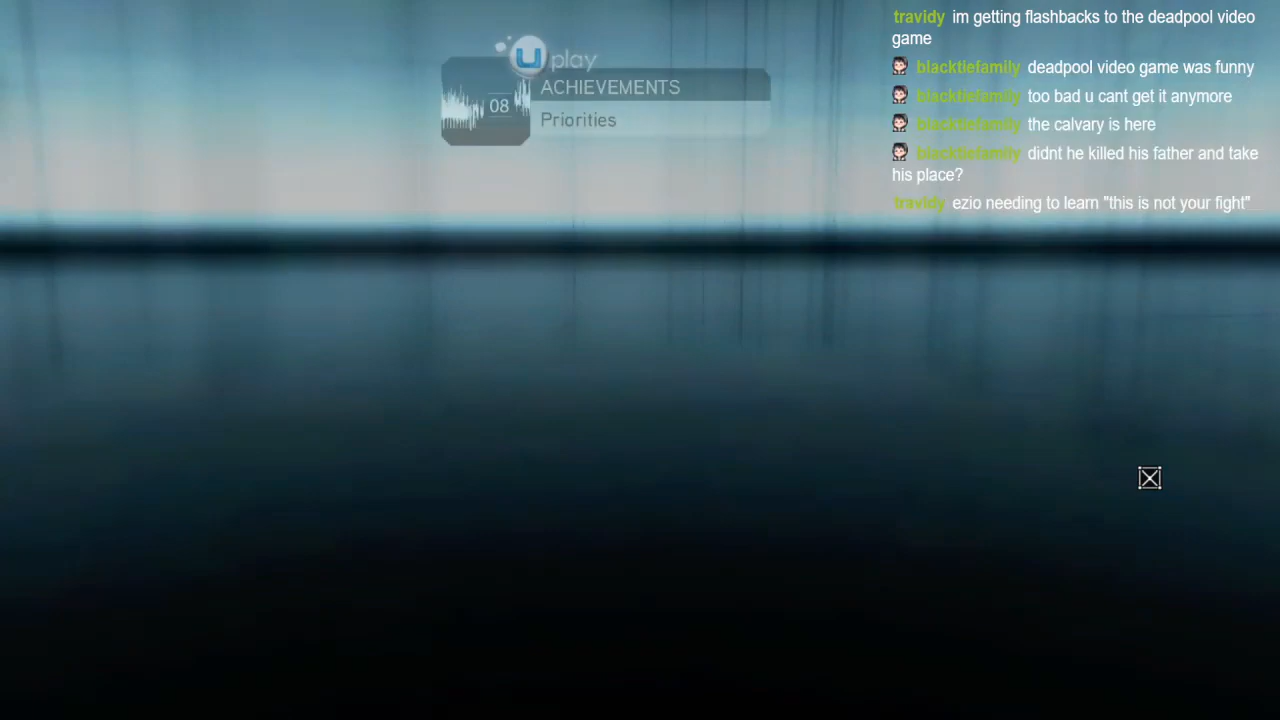 travidy im getting flashbacks to the deadpool video
game
blacktiefamily deadpool video game was funny
blacktiefamily too bad u cant get it anymore
blacktiefamily the calvary is here
blacktiefamily didnt he killed his father and take
his place?
travidy ezio needing to learn "this is not your fight"
U play
ACHIEVEMENTS
08
Priorities